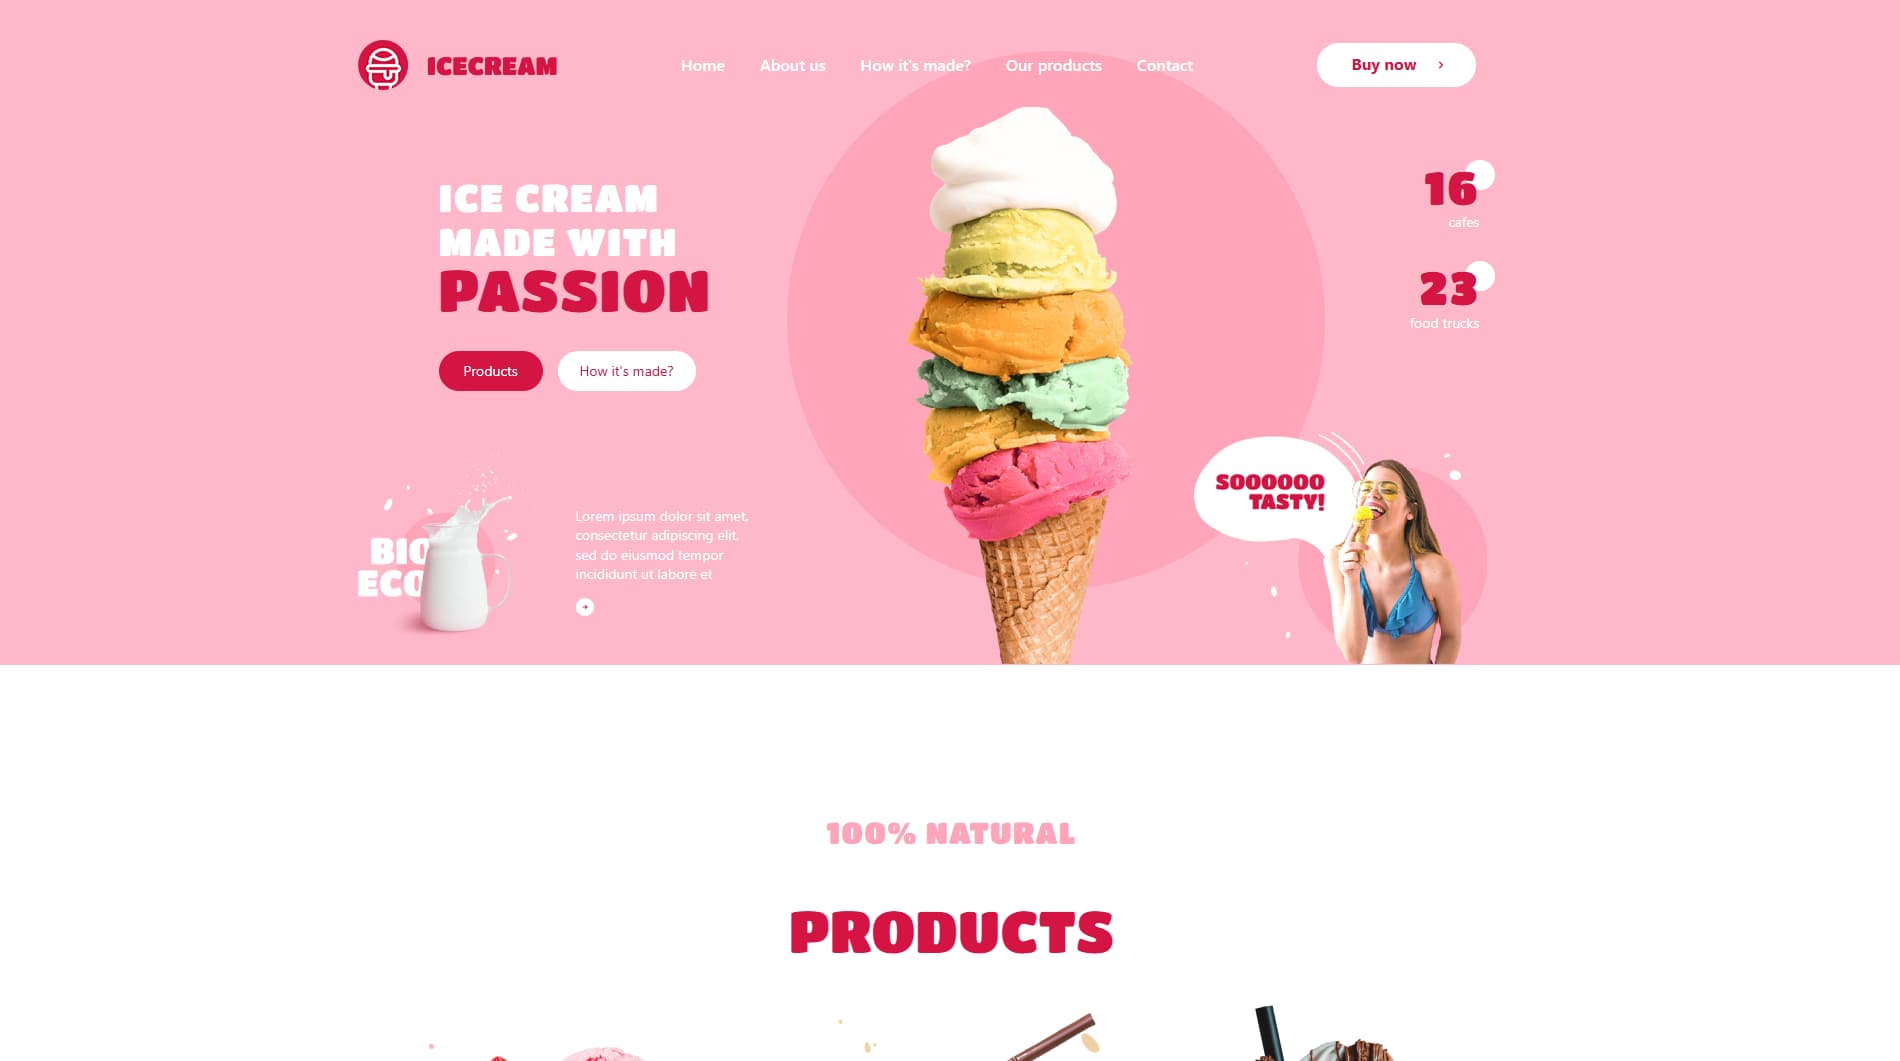 ICECREAM
Home
About us
How it's made?
Our products
Contact
Buy now
ICE CREAM
MADE WITH
PASSION
Products
How it's made?
16
cafes
23
food trucks
SOOOOOO
TASTY!
BIO
ECO
Lorem ipsum dolor sit amet,
consectetur adipiscing elit,
sed do eiusmod tempor
incididunt ut labore et
100% NATURAL
PRODUCTS